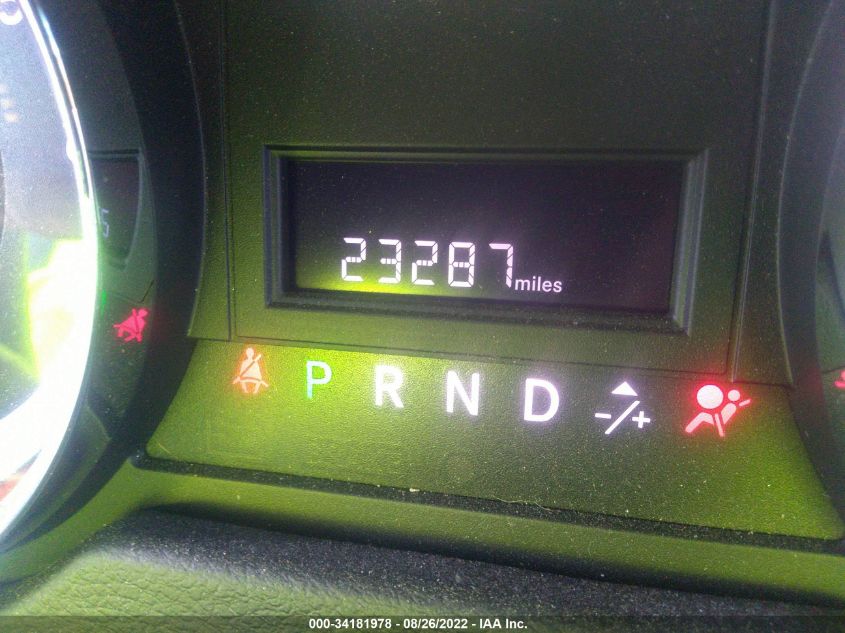 23287 miles
P R N D -/+
000-34181978 - 08/26/2022 - IAA Inc.